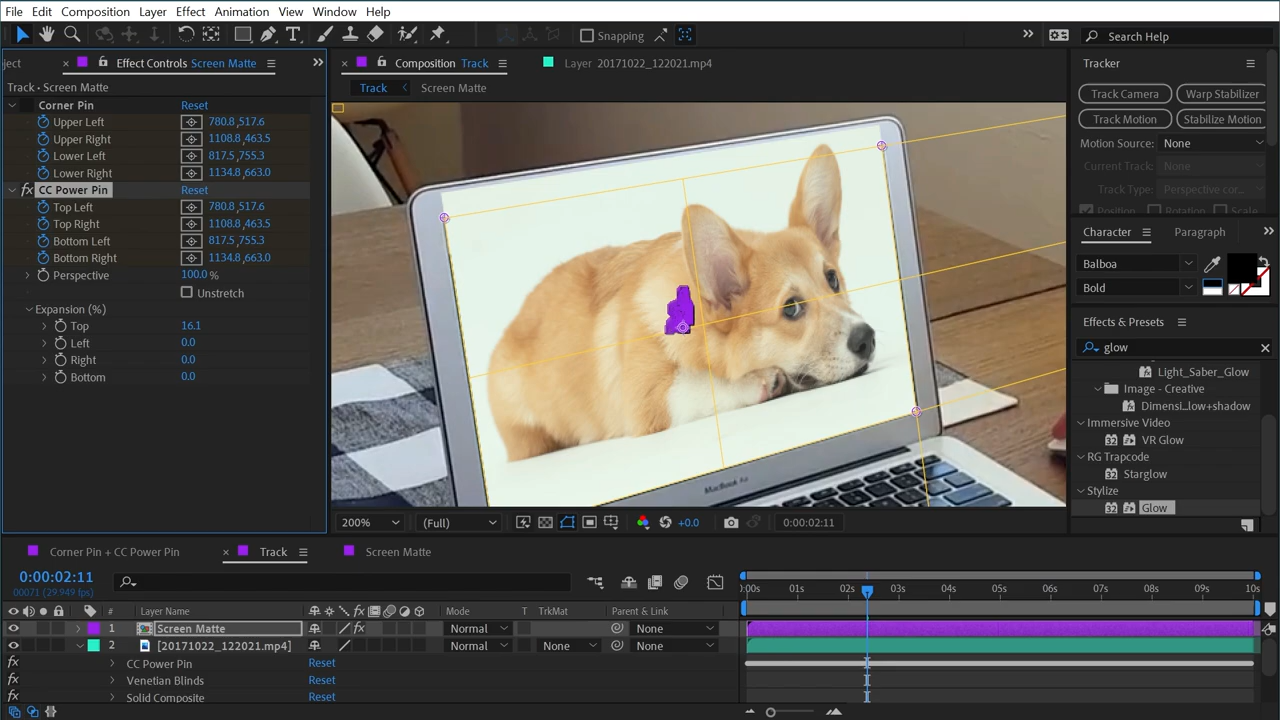 File Edit Composition Layer Effect Animation View Window Help
Snapping
Search Help
ject
Effect Controls Screen Matte
Composition Track
Layer 20171022_122021.mp4
Tracker
Track • Screen Matte
Track Screen Matte
Track Camera Warp Stabilizer
Corner Pin Reset
Upper Left 780.8,517.6
Track Motion Stabilize Motion
Upper Right 1108.8,463.5
Motion Source: None
Lower Left 817.5,755.3
Current Track: None
Lower Right 1134.8,663.0
Track Type: Perspective cor...
fx CC Power Pin Reset
Top Left 780.8,517.6
Position Rotation Scale
Top Right 1108.8,463.5
Character Paragraph
Bottom Left 817.5,755.3
Bottom Right 1134.8,663.0
Balboa
Perspective 100.0 %
Bold
Unstretch
Expansion (%)
Effects & Presets
Top 16.1
Left 0.0
glow
Right 0.0
Light_Saber_Glow
Bottom 0.0
Image - Creative
Dimensi...low+shadow
Immersive Video
VR Glow
RG Trapcode
Starglow
MacBook Air
Stylize
Glow
200% (Full) +0.0 0:00:02:11
Corner Pin + CC Power Pin Track Screen Matte
0:00:02:11
00071 (29.949 fps)
:00s 01s 02s 03s 04s 05s 06s 07s 08s 09s 10s
# Layer Name fx Mode T TrkMat Parent & Link
1 Screen Matte fx Normal None
2 [20171022_122021.mp4] Normal None None
fx CC Power Pin Reset
fx Venetian Blinds Reset
fx Solid Composite Reset